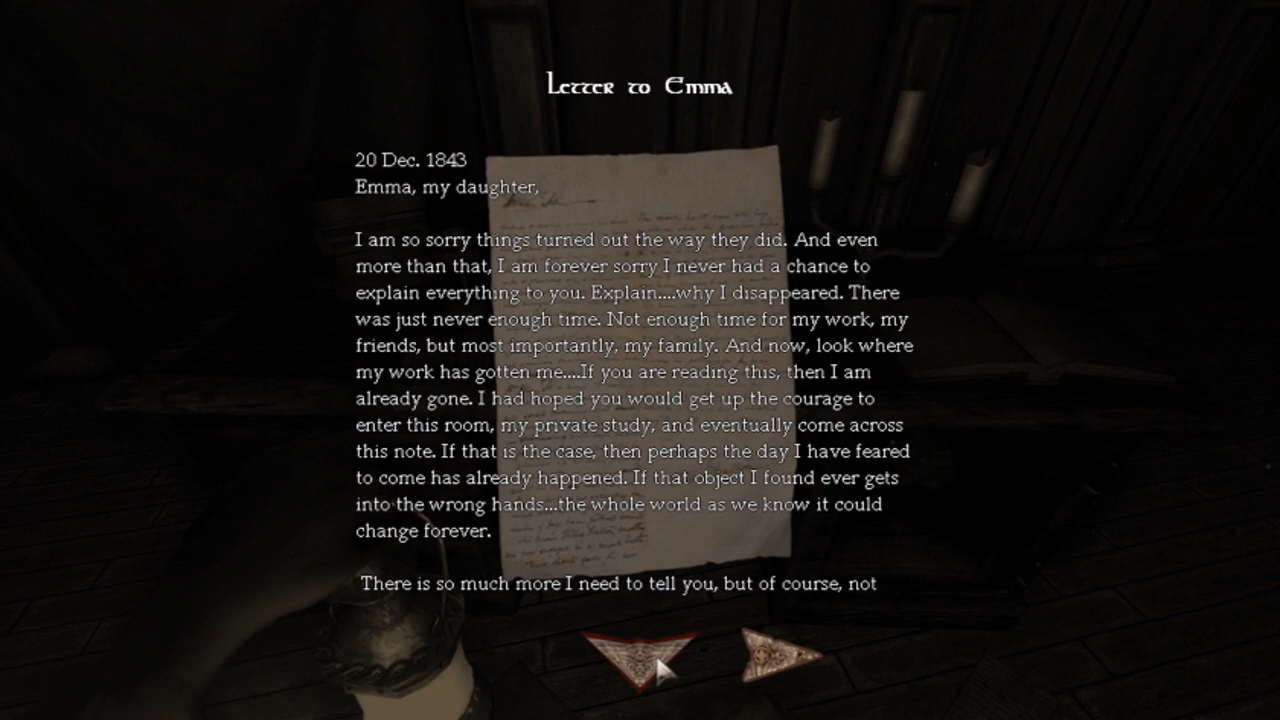 Letter to Emma
20 Dec. 1843
Emma, my daughter,
I am so sorry things turned out the way they did. And even
more than that, I am forever sorry I never had a chance to
explain everything to you. Explain....why I disappeared. There
was just never enough time. Not enough time for my work, my
friends, but most importantly, my family. And now, look where
my work has gotten me....If you are reading this, then I am
already gone. I had hoped you would get up the courage to
enter this room, my private study, and eventually come across
this note. If that is the case, then perhaps the day I have feared
to come has already happened. If that object I found ever gets
into the wrong hands...the whole world as we know it could
change forever.
There is so much more I need to tell you, but of course, not